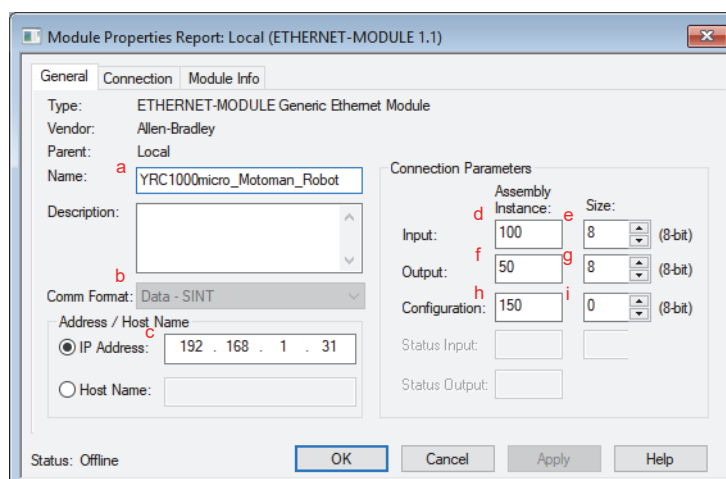 Module Properties Report: Local (ETHERNET-MODULE 1.1)
General Connection Module Info
Type: ETHERNET-MODULE Generic Ethernet Module
Vendor: Allen-Bradley
Parent: Local
Name: a YRC1000micro_Motoman_Robot
Description:
b
Comm Format: Data - SINT
Address / Host Name
c
IP Address: 192 . 168 . 1 . 31
Host Name:
Connection Parameters
Assembly
Instance: Size:
d e
Input: 100 8 (8-bit)
f g
Output: 50 8 (8-bit)
h i
Configuration: 150 0 (8-bit)
Status Input:
Status Output:
Status: Offline
OK Cancel Apply Help